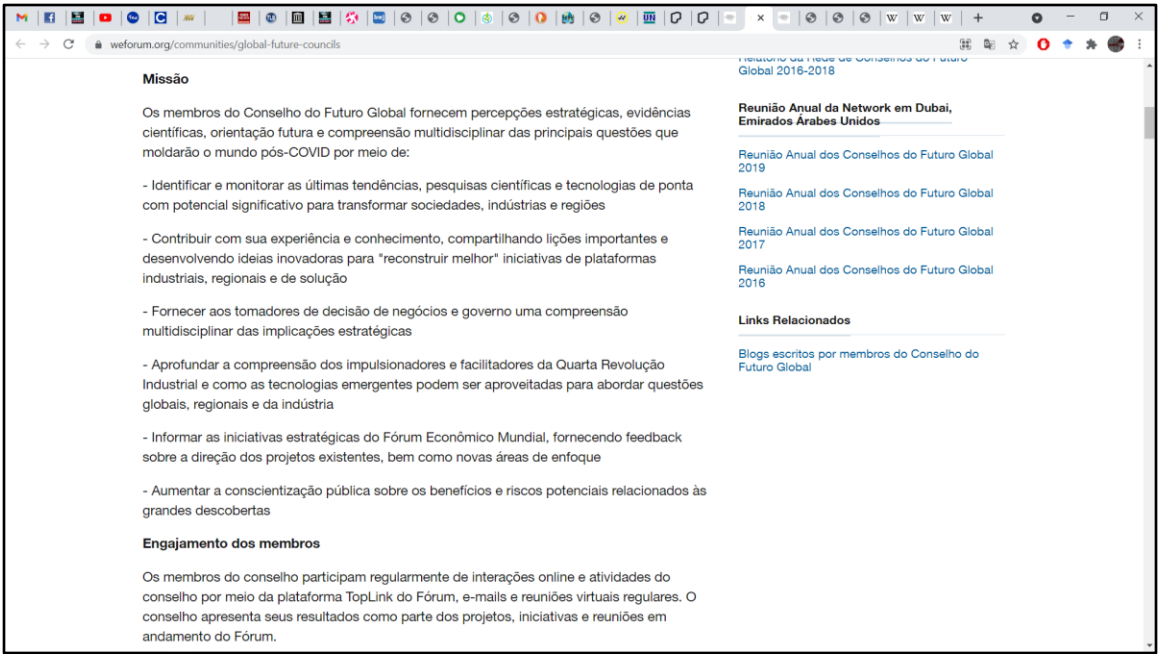 weforum.org/communities/global-future-councils
Missão
Os membros do Conselho do Futuro Global fornecem percepções estratégicas, evidências
científicas, orientação futura e compreensão multidisciplinar das principais questões que
moldarão o mundo pós-COVID por meio de:
- Identificar e monitorar as últimas tendências, pesquisas científicas e tecnologias de ponta
com potencial significativo para transformar sociedades, indústrias e regiões
- Contribuir com sua experiência e conhecimento, compartilhando lições importantes e
desenvolvendo ideias inovadoras para "reconstruir melhor" iniciativas de plataformas
industriais, regionais e de solução
- Fornecer aos tomadores de decisão de negócios e governo uma compreensão
multidisciplinar das implicações estratégicas
- Aprofundar a compreensão dos impulsionadores e facilitadores da Quarta Revolução
Industrial e como as tecnologias emergentes podem ser aproveitadas para abordar questões
globais, regionais e da indústria
- Informar as iniciativas estratégicas do Fórum Econômico Mundial, fornecendo feedback
sobre a direção dos projetos existentes, bem como novas áreas de enfoque
- Aumentar a conscientização pública sobre os benefícios e riscos potenciais relacionados às
grandes descobertas
Engajamento dos membros
Os membros do conselho participam regularmente de interações online e atividades do
conselho por meio da plataforma TopLink do Fórum, e-mails e reuniões virtuais regulares. O
conselho apresenta seus resultados como parte dos projetos, iniciativas e reuniões em
andamento do Fórum.
Relatório da Rede de Conselhos do Futuro
Global 2016-2018
Reunião Anual da Network em Dubai,
Emirados Árabes Unidos
Reunião Anual dos Conselhos do Futuro Global
2019
Reunião Anual dos Conselhos do Futuro Global
2018
Reunião Anual dos Conselhos do Futuro Global
2017
Reunião Anual dos Conselhos do Futuro Global
2016
Links Relacionados
Blogs escritos por membros do Conselho do
Futuro Global